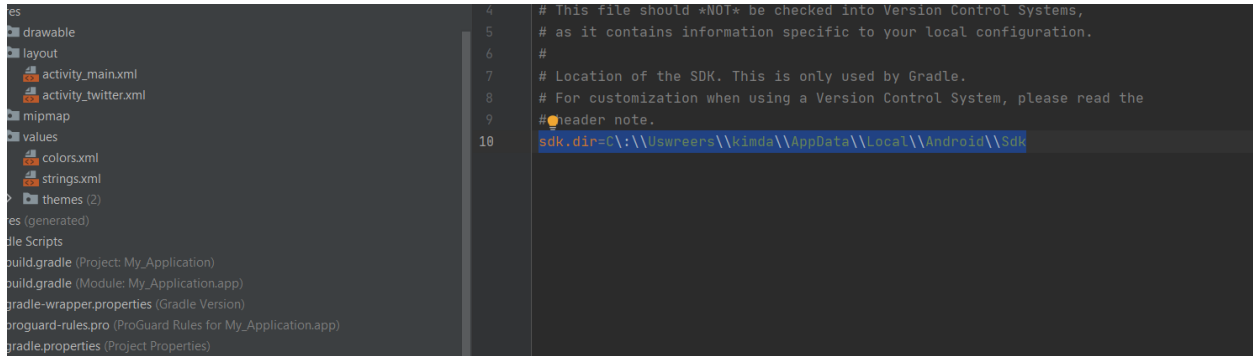 res
drawable
layout
activity_main.xml
activity_twitter.xml
mipmap
values
colors.xml
strings.xml
themes (2)
res (generated)
dle Scripts
build.gradle (Project: My_Application)
build.gradle (Module: My_Application.app)
gradle-wrapper.properties (Gradle Version)
proguard-rules.pro (ProGuard Rules for My_Application.app)
gradle.properties (Project Properties)
4 # This file should *NOT* be checked into Version Control Systems,
5 # as it contains information specific to your local configuration.
6 #
7 # Location of the SDK. This is only used by Gradle.
8 # For customization when using a Version Control System, please read the
9 # header note.
10 sdk.dir=C\:\\Uswreers\\kimda\\AppData\\Local\\Android\\Sdk